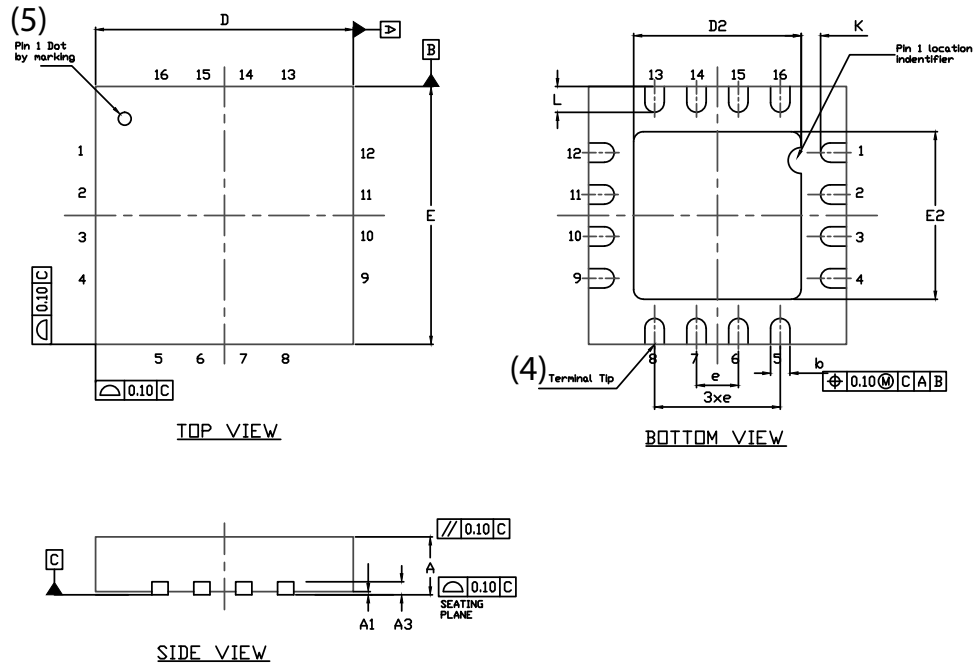 (5)
D
A
Pin 1 Dot
by marking
B
16 15 14 13
1
2
3
4
12
11
10
9
E
0.10 C
5 6 7 8
0.10 C
TOP VIEW
D2
K
Pin 1 location
indentifier
13 14 15 16
L
12
11
10
9
1
2
3
4
E2
8 7 6 5
(4) Terminal Tip
e
b
3xe
⌖ 0.10 Ⓜ C A B
BOTTOM VIEW
// 0.10 C
C
A
0.10 C
SEATING
PLANE
A1 A3
SIDE VIEW